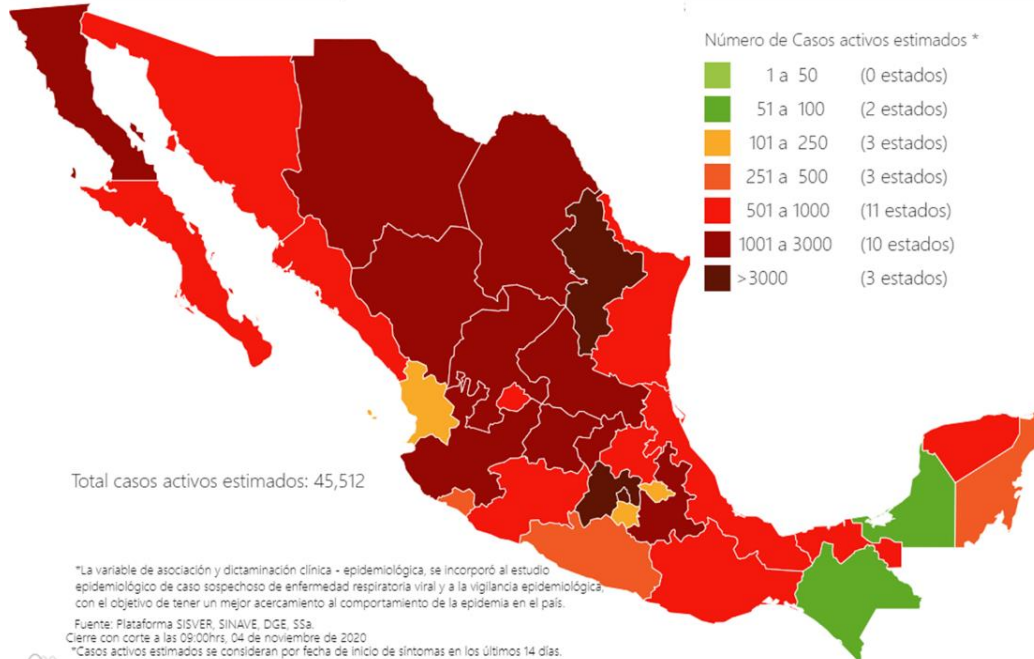 Número de Casos activos estimados *
1 a 50 (0 estados)
51 a 100 (2 estados)
101 a 250 (3 estados)
251 a 500 (3 estados)
501 a 1000 (11 estados)
1001 a 3000 (10 estados)
>3000 (3 estados)
Total casos activos estimados: 45,512
*La variable de asociación y dictaminación clínica - epidemiológica, se incorporó al estudio
epidemiológico de caso sospechoso de enfermedad respiratoria viral y a la vigilancia epidemiológica,
con el objetivo de tener un mejor acercamiento al comportamiento de la epidemia en el país.
Fuente: Plataforma SISVER, SINAVE, DGE, SSa.
Cierre con corte a las 09:00hrs, 04 de noviembre de 2020
*Casos activos estimados se consideran por fecha de inicio de síntomas en los últimos 14 días.